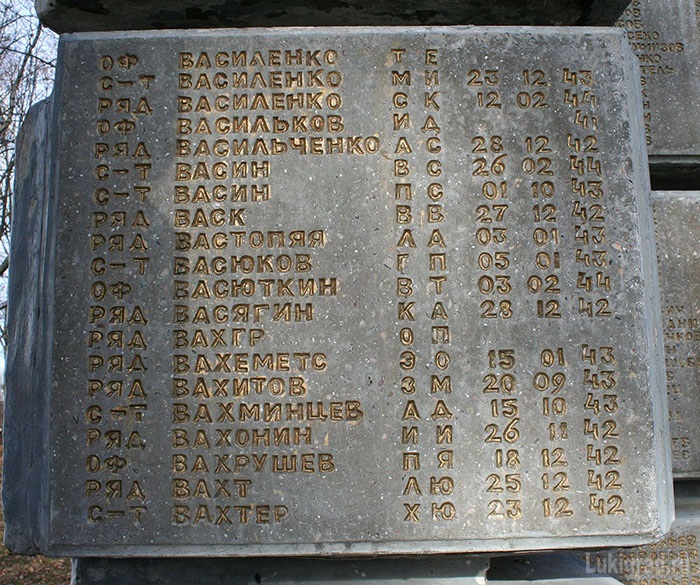 ОФ ВАСИЛЕНКО Т Е
С-Т ВАСИЛЕНКО М И 23 12 43
РЯД ВАСИЛЕНКО С К 12 02 44
ОФ ВАСИЛЬКОВ И Д 41
РЯД ВАСИЛЬЧЕНКО А С 28 12 42
С-Т ВАСИН В С 26 02 44
С-Т ВАСИН П С 01 10 43
РЯД ВАСК В В 27 12 42
РЯД ВАСТОПЯЯ Л А 03 01 43
С-Т ВАСЮКОВ Г П 05 01 43
ОФ ВАСЮТКИН В Т 03 02 44
РЯД ВАСЯГИН К А 28 12 42
РЯД ВАХГР О П
РЯД ВАХЕМЕТС Э О 15 01 43
РЯД ВАХИТОВ З М 20 09 43
С-Т ВАХМИНЦЕВ А Д 15 10 43
РЯД ВАХОНИН И И 26 11 42
ОФ ВАХРУШЕВ П Я 18 12 42
РЯД ВАХТ Л Ю 25 12 42
С-Т ВАХТЕР Х Ю 23 12 42